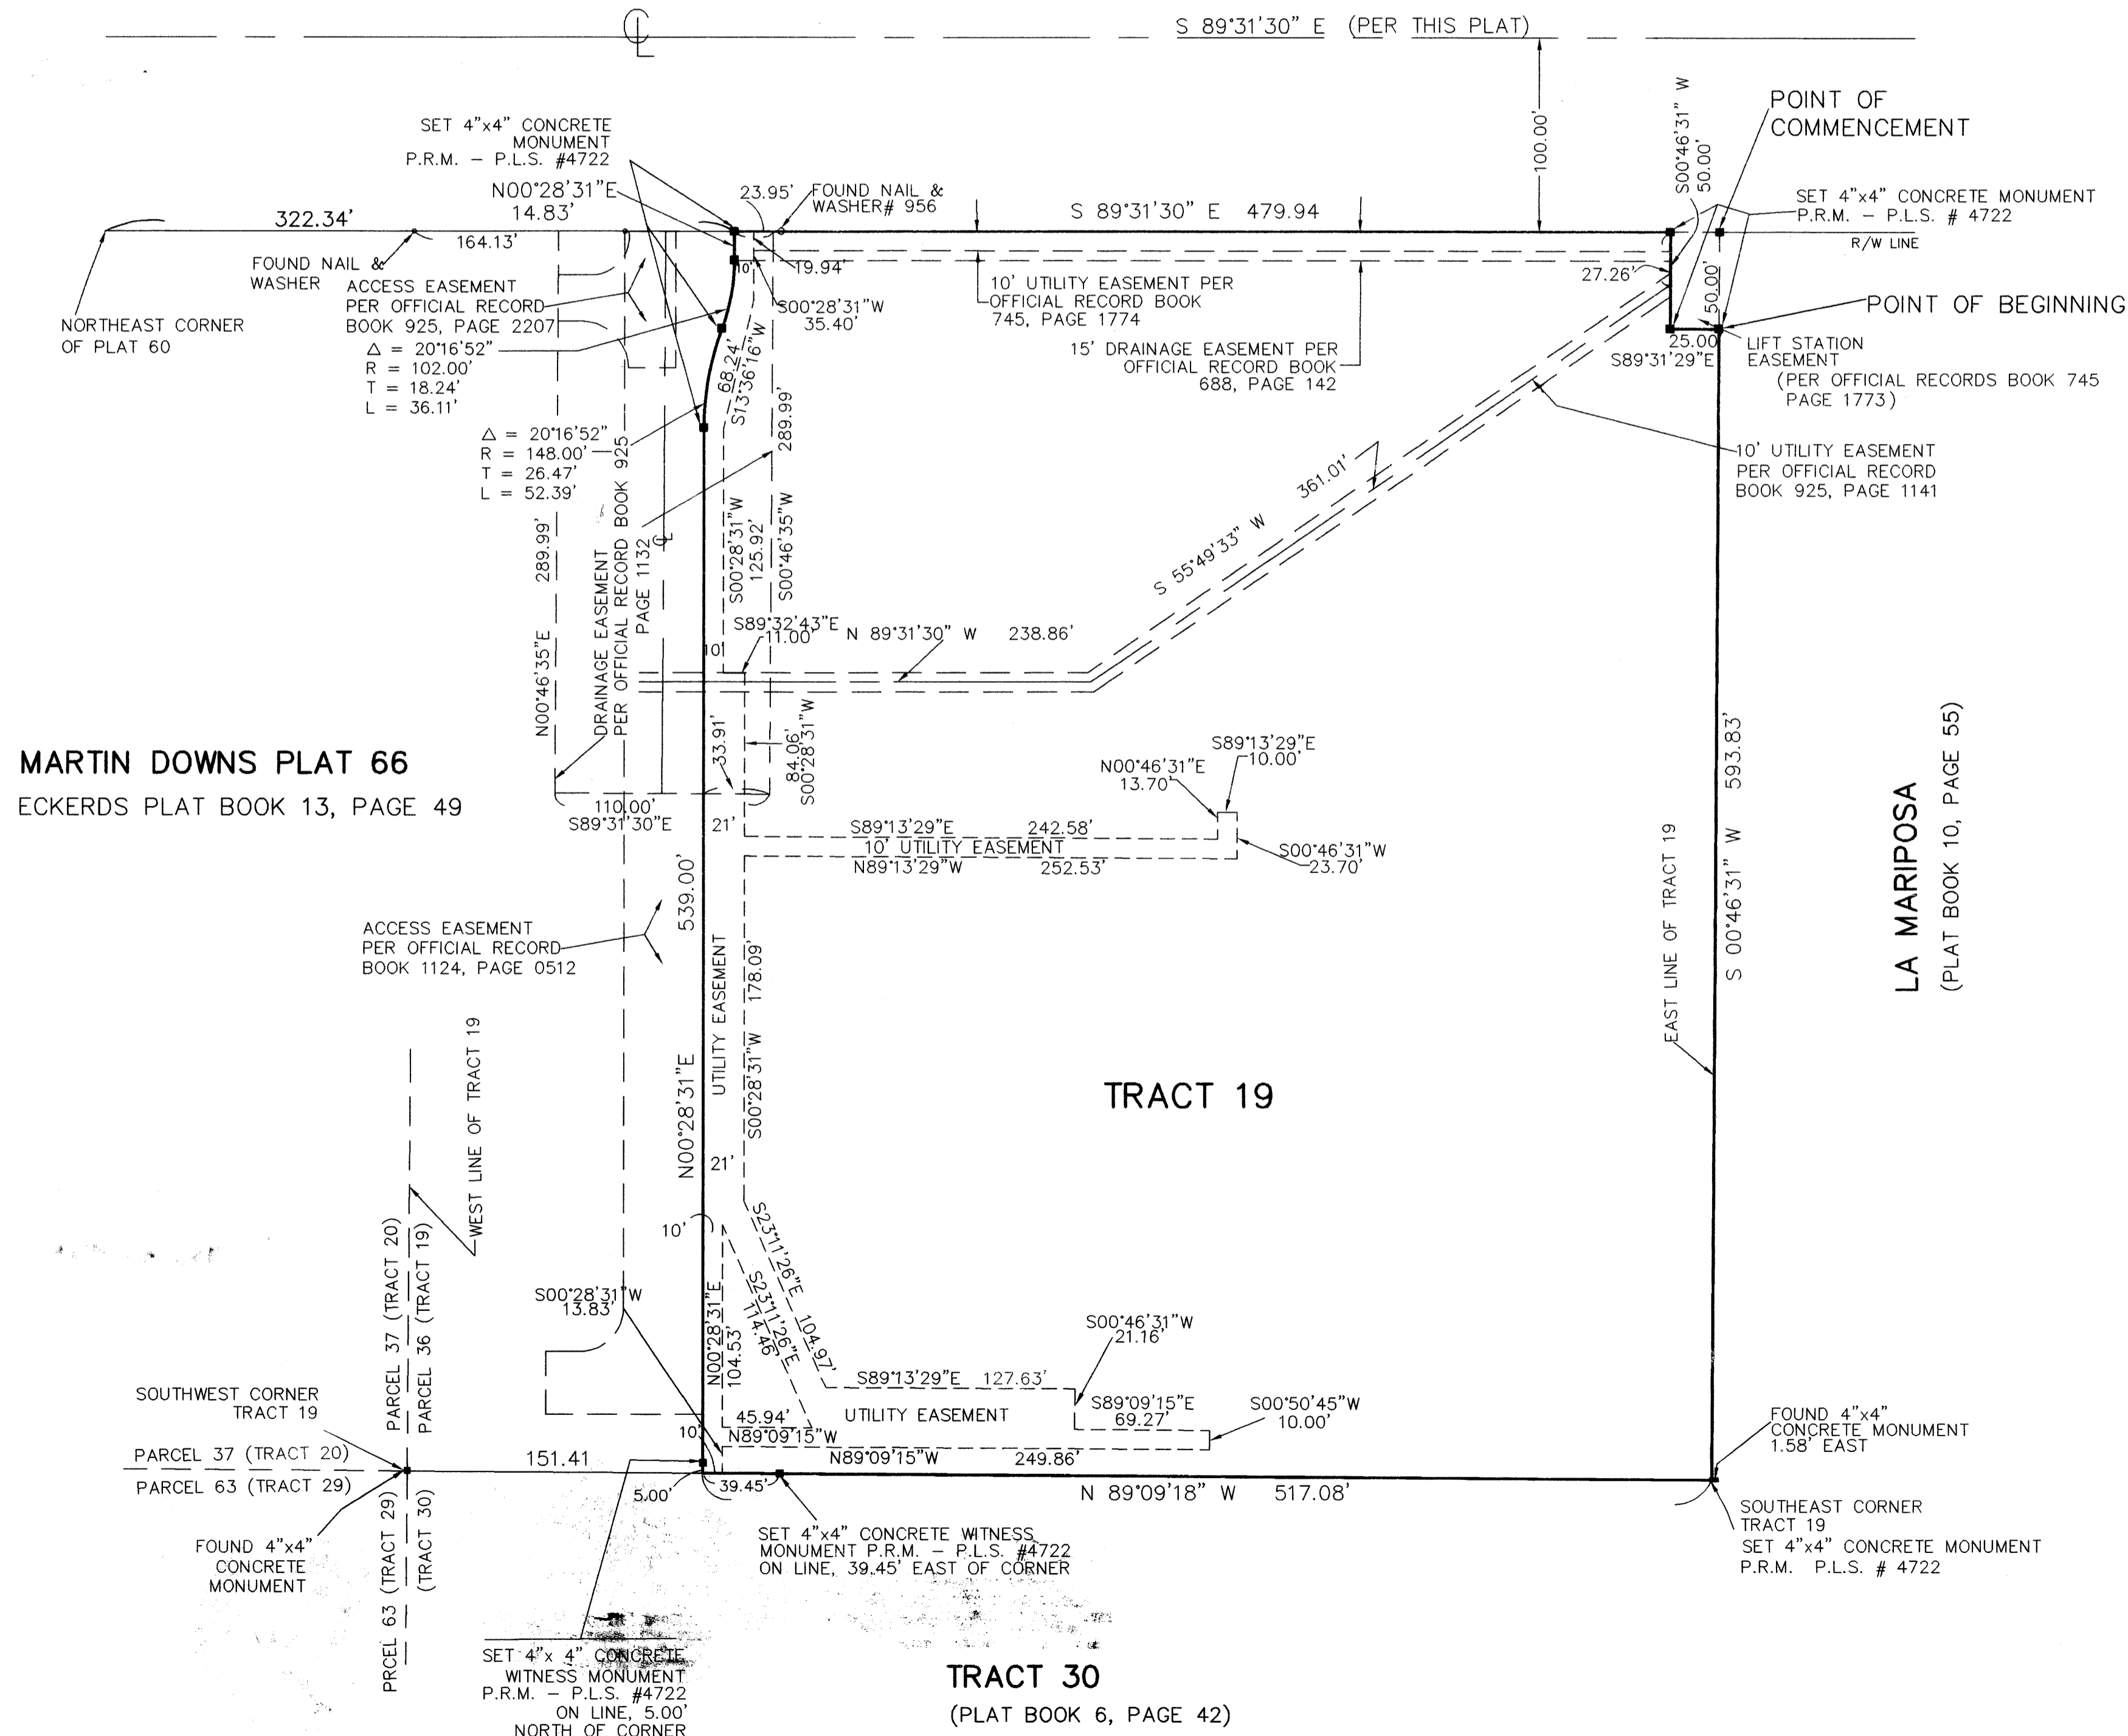 S 89°31'30" E (PER THIS PLAT)
CL
100.00'
S00°46'31" W
50.00'
POINT OF
COMMENCEMENT
SET 4"x4" CONCRETE
MONUMENT
P.R.M. – P.L.S. #4722
N00°28'31"E
14.83'
23.95'
FOUND NAIL &
WASHER# 956
S 89°31'30" E 479.94
SET 4"x4" CONCRETE MONUMENT
P.R.M. – P.L.S. # 4722
R/W LINE
322.34'
164.13'
FOUND NAIL &
WASHER
NORTHEAST CORNER
OF PLAT 60
ACCESS EASEMENT
PER OFFICIAL RECORD
BOOK 925, PAGE 2207
10'
19.94'
S00°28'31"W
35.40'
10' UTILITY EASEMENT PER
OFFICIAL RECORD BOOK
745, PAGE 1774
27.26'
50.00'
POINT OF BEGINNING
25.00'
S89°31'29"E
LIFT STATION
EASEMENT
(PER OFFICIAL RECORDS BOOK 745
PAGE 1773)
Δ = 20°16'52"
R = 102.00'
T = 18.24'
L = 36.11'
15' DRAINAGE EASEMENT PER
OFFICIAL RECORD BOOK
688, PAGE 142
68.24'
S13°36'16"W
Δ = 20°16'52"
R = 148.00'
T = 26.47'
L = 52.39'
289.99'
10' UTILITY EASEMENT
PER OFFICIAL RECORD
BOOK 925, PAGE 1141
361.01'
S 55°49'33" W
N00°46'35"E 289.99'
DRAINAGE EASEMENT
PER OFFICIAL RECORD BOOK 925
PAGE 1132
CL
S00°28'31"W
125.92'
S00°46'35"W
S89°32'43"E
11.00'
10'
N 89°31'30" W 238.86'
33.91'
84.06'
S00°28'31"W
MARTIN DOWNS PLAT 66
ECKERDS PLAT BOOK 13, PAGE 49
110.00'
S89°31'30"E
21'
N00°46'31"E
13.70'
S89°13'29"E
10.00'
S89°13'29"E 242.58'
10' UTILITY EASEMENT
N89°13'29"W 252.53'
S00°46'31"W
23.70'
S 00°46'31" W 593.83'
EAST LINE OF TRACT 19
LA MARIPOSA
(PLAT BOOK 10, PAGE 55)
539.00'
N00°28'31"E
ACCESS EASEMENT
PER OFFICIAL RECORD
BOOK 1124, PAGE 0512
UTILITY EASEMENT
S00°28'31"W 178.09'
21'
TRACT 19
WEST LINE OF TRACT 19
PARCEL 37 (TRACT 20)
PARCEL 36 (TRACT 19)
10'
S23°11'26"E 104.97'
S23°11'26"E
114.46'
N00°28'31"E
104.53'
S00°28'31"W
13.83'
S00°46'31"W
21.16'
S89°13'29"E 127.63'
UTILITY EASEMENT
S89°09'15"E
69.27'
S00°50'45"W
10.00'
45.94'
N89°09'15"W
10'
N89°09'15"W 249.86'
SOUTHWEST CORNER
TRACT 19
PARCEL 37 (TRACT 20)
PARCEL 63 (TRACT 29)
151.41
5.00'
39.45'
N 89°09'18" W 517.08'
FOUND 4"x4"
CONCRETE MONUMENT
1.58' EAST
SOUTHEAST CORNER
TRACT 19
SET 4"x4" CONCRETE MONUMENT
P.R.M. P.L.S. # 4722
FOUND 4"x4"
CONCRETE
MONUMENT
PRCEL 63 (TRACT 29)
(TRACT 30)
SET 4"x4" CONCRETE WITNESS
MONUMENT P.R.M. – P.L.S. #4722
ON LINE, 39.45' EAST OF CORNER
SET 4"x 4" CONCRETE
WITNESS MONUMENT
P.R.M. – P.L.S. #4722
ON LINE, 5.00'
NORTH OF CORNER
TRACT 30
(PLAT BOOK 6, PAGE 42)